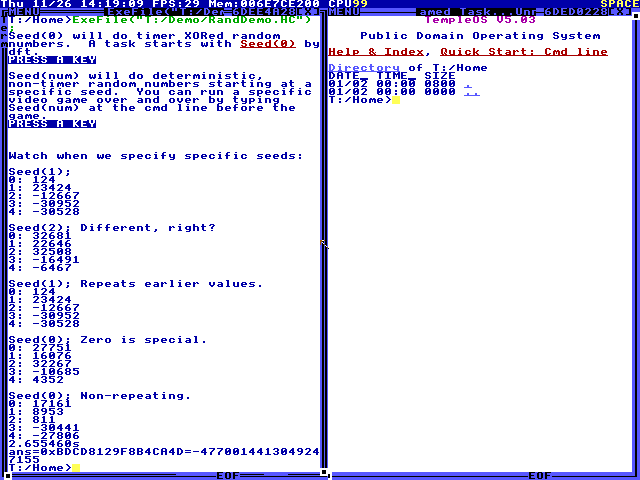 Thu 11/26 14:19:09 FPS:29 Mem:006E7CE200 CPU99 SPACE
MENU
T:/Home>ExeFile("T:/Demo/RandDemo.HC")
Seed(0) will do timer XORed random
numbers.  A task starts with Seed(0) by
dft.
PRESS A KEY
Seed(num) will do deterministic,
non-timer random numbers starting at a
specific seed.  You can run a specific
video game over and over by typing
Seed(num) at the cmd line before the
game.
PRESS A KEY
Watch when we specify specific seeds:
Seed(1);
0: 124
1: 23424
2: -12667
3: -30952
4: -30528
Seed(2); Different, right?
0: 32681
1: 22646
2: 32508
3: -16491
4: -6467
Seed(1); Repeats earlier values.
0: 124
1: 23424
2: -12667
3: -30952
4: -30528
Seed(0); Zero is special.
0: 27751
1: 16076
2: 32267
3: -10685
4: 4352
Seed(0); Non-repeating.
0: 17161
1: 8953
2: 811
3: -30441
4: -27806
2.655460s
ans=0xBDCD8129F8B4CA4D=-477001441304924
7155
T:/Home>
EOF
MENU
TempleOS V5.03
Public Domain Operating System
Help & Index, Quick Start: Cmd line
Directory of T:/Home
DATE_ TIME_ SIZE
01/02 00:00 0000 .
01/02 00:00 0000 ..
T:/Home>
EOF